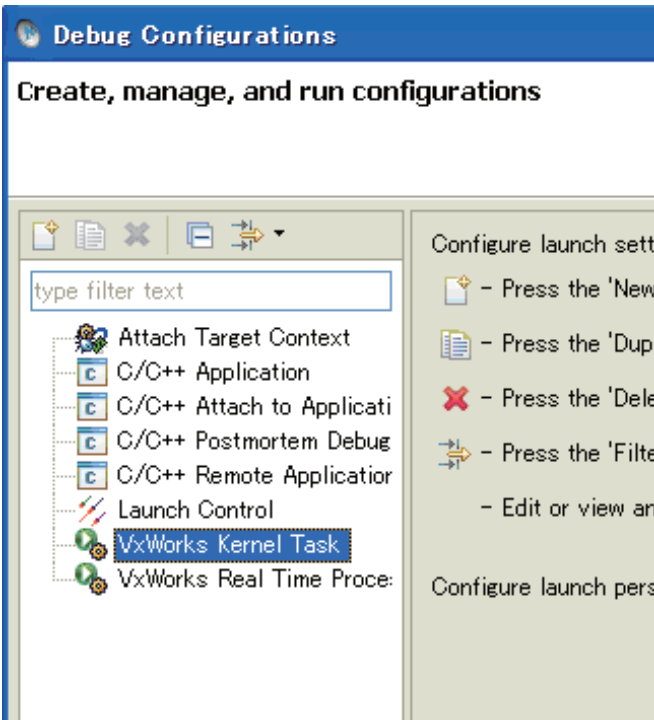 Debug Configurations
Create, manage, and run configurations
type filter text
Attach Target Context
C/C++ Application
C/C++ Attach to Applicati
C/C++ Postmortem Debug
C/C++ Remote Application
Launch Control
VxWorks Kernel Task
VxWorks Real Time Proces
Configure launch sett
- Press the 'New
- Press the 'Dup
- Press the 'Dele
- Press the 'Filte
- Edit or view an
Configure launch pers